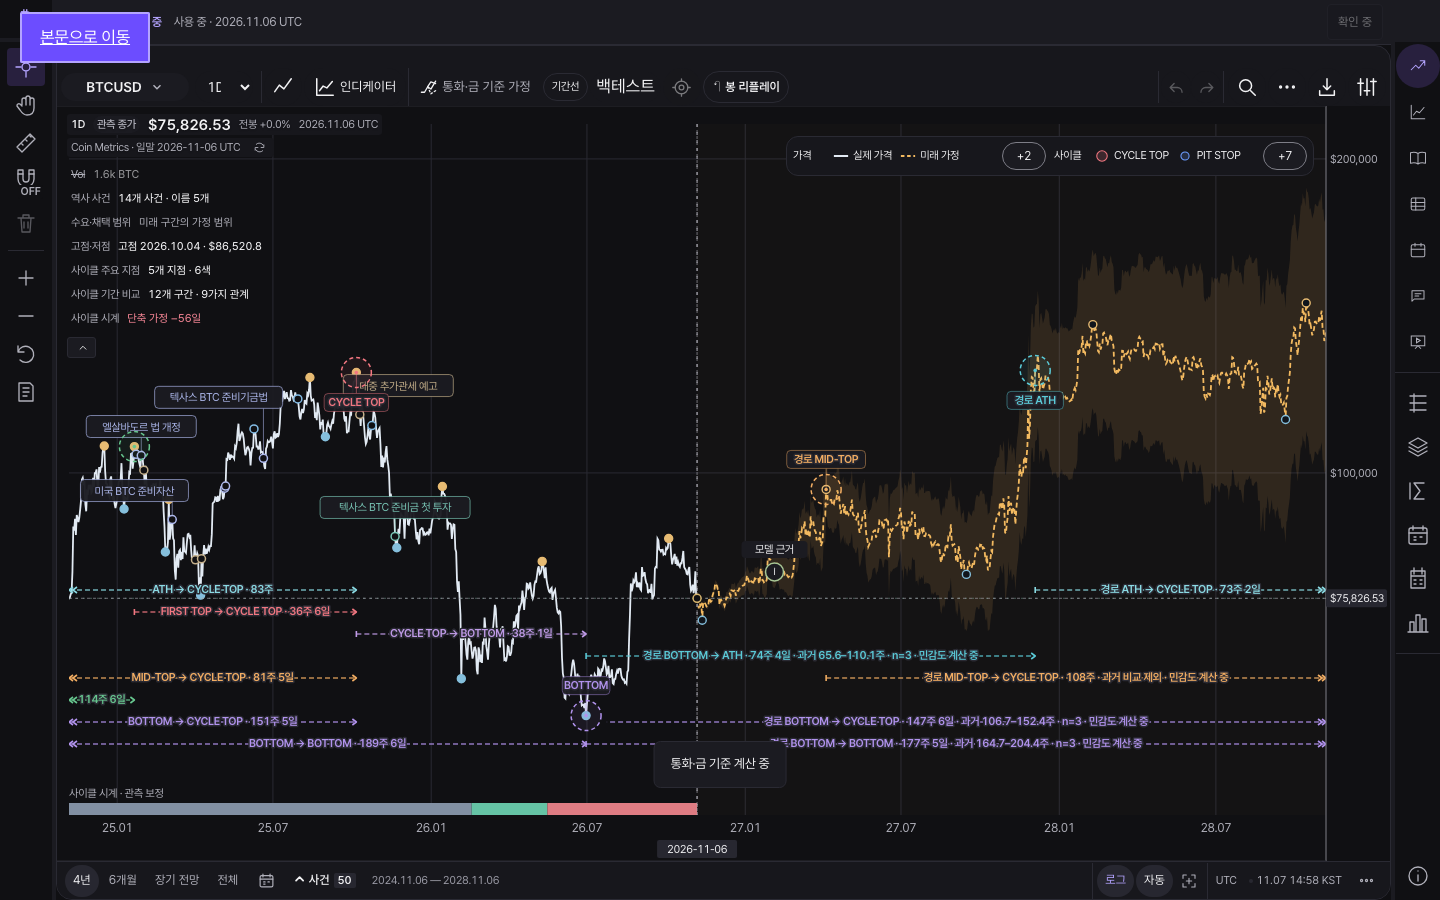 본문으로 이동
중 사용 중 · 2026.11.06 UTC
확인 중
BTCUSD
인디케이터
통화·금 기준 가정
기간선
백테스트
봉 리플레이
1D 관측 종가 $75,826.53 전봉 +0.0% 2026.11.06 UTC
Coin Metrics · 일말 2026-11-06 UTC
Vol 1.6k BTC
역사 사건 14개 사건 · 이름 5개
수요·채택 범위 미래 구간의 가정 범위
고점·저점 고점 2026.10.04 · $86,520.8
사이클 주요 지점 5개 지점 · 6색
사이클 기간 비교 12개 구간 · 9가지 관계
사이클 시계 단축 가정 −56일
OFF
가격 실제 가격 미래 가정 +2 사이클 CYCLE TOP PIT STOP +7
$200,000
$100,000
$75,826.53
대중 추가관세 예고
텍사스 BTC 준비기금법
CYCLE TOP
엘살바도르 법 개정
미국 BTC 준비자산
텍사스 BTC 준비금 첫 투자
경로 ATH
경로 MID-TOP
모델 근거
ATH → CYCLE TOP · 83주
경로 ATH → CYCLE TOP · 73주 2일
FIRST TOP → CYCLE TOP · 36주 6일
CYCLE TOP → BOTTOM · 38주 1일
경로 BOTTOM → ATH · 74주 4일 · 과거 65.6–110.1주 · n=3 · 민감도 계산 중
MID-TOP → CYCLE TOP · 81주 5일
경로 MID-TOP → CYCLE TOP · 108주 · 과거 비교 제외 · 민감도 계산 중
BOTTOM
114주 6일
BOTTOM → CYCLE TOP · 151주 5일
경로 BOTTOM → CYCLE TOP · 147주 6일 · 과거 106.7–152.4주 · n=3 · 민감도 계산 중
BOTTOM → BOTTOM · 189주 6일
경로 BOTTOM → BOTTOM · 177주 5일 · 과거 164.7–204.4주 · n=3 · 민감도 계산 중
통화·금 기준 계산 중
사이클 시계 · 관측 보정
25.01 25.07 26.01 26.07 27.01 27.07 28.01 28.07
2026-11-06
4년 6개월 장기 전망 전체 사건 50 2024.11.06 — 2028.11.06
로그 자동 UTC 11.07 14:58 KST